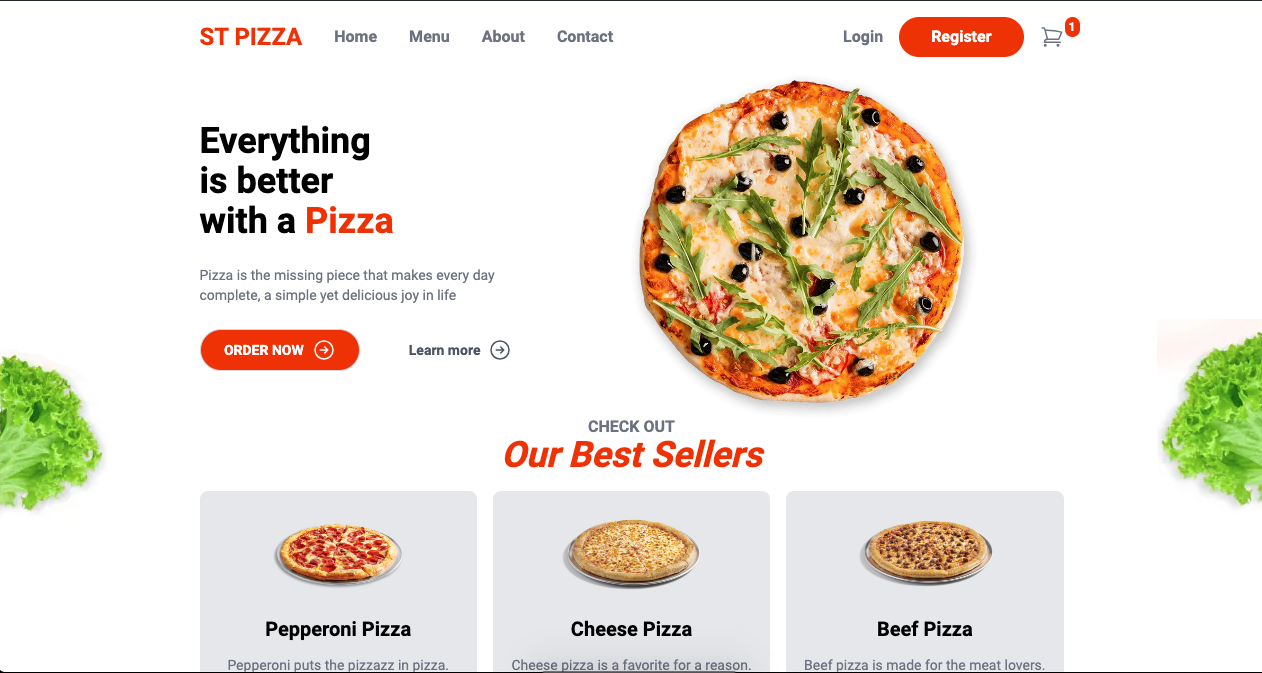 ST PIZZA
Home
Menu
About
Contact
Login
Register
1
Everything
is better
with a Pizza
Pizza is the missing piece that makes every day
complete, a simple yet delicious joy in life
ORDER NOW
Learn more
CHECK OUT
Our Best Sellers
Pepperoni Pizza
Cheese Pizza
Beef Pizza
Pepperoni puts the pizzazz in pizza.
Cheese pizza is a favorite for a reason.
Beef pizza is made for the meat lovers.